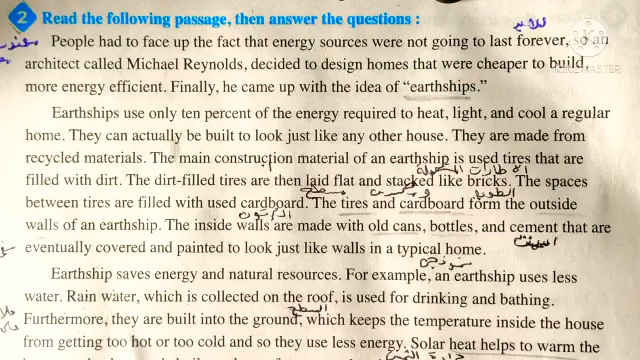 2 Read the following passage, then answer the questions :
للأبد
People had to face up the fact that energy sources were not going to last forever, so an
architect called Michael Reynolds, decided to design homes that were cheaper to build,
more energy efficient. Finally, he came up with the idea of “earthships.”
Earthships use only ten percent of the energy required to heat, light, and cool a regular
home. They can actually be built to look just like any other house. They are made from
recycled materials. The main construction material of an earthship is used tires that are
الإطارات المستعملة
filled with dirt. The dirt-filled tires are then laid flat and stacked like bricks. The spaces
الطوب
between tires are filled with used cardboard. The tires and cardboard form the outside
الكرتون
walls of an earthship. The inside walls are made with old cans, bottles, and cement that are
الاسمنت
eventually covered and painted to look just like walls in a typical home.
نموذجي
Earthship saves energy and natural resources. For example, an earthship uses less
water. Rain water, which is collected on the roof, is used for drinking and bathing.
السطح
Furthermore, they are built into the ground, which keeps the temperature inside the house
from getting too hot or too cold and so they use less energy. Solar heat helps to warm the
حرارة الشمس